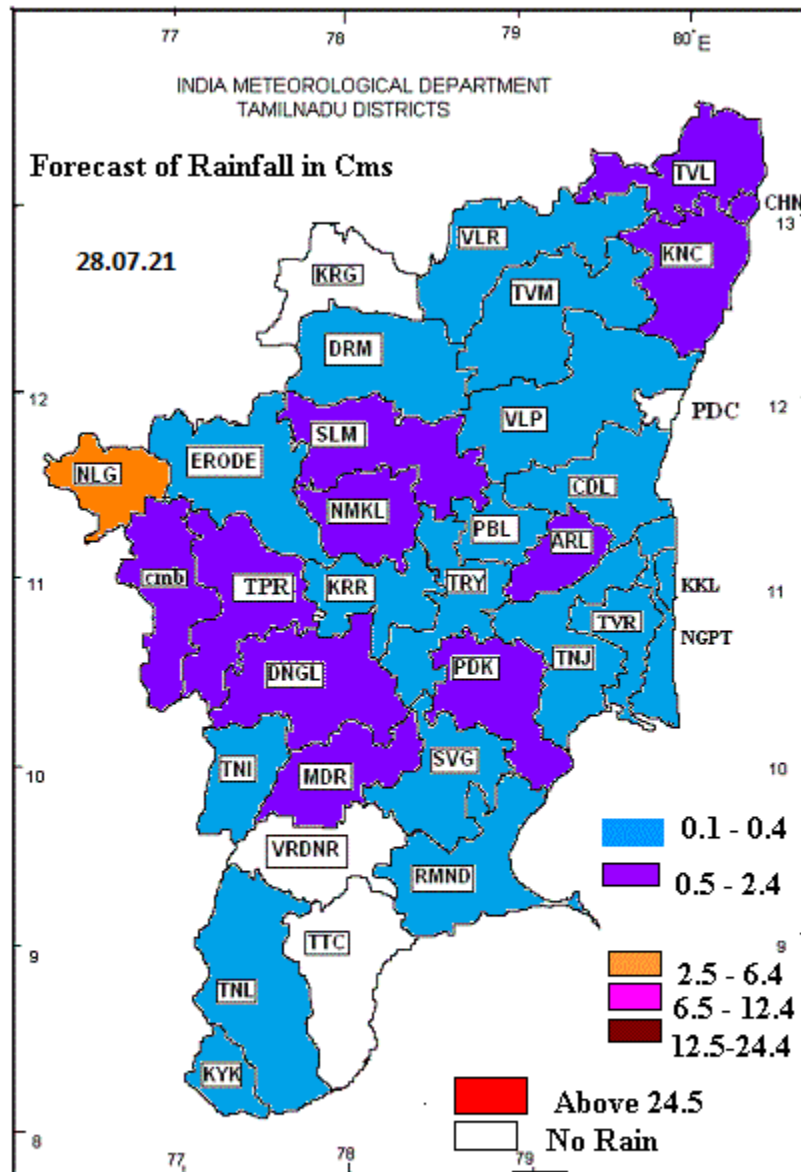 77 78 79 80° E
INDIA METEOROLOGICAL DEPARTMENT
TAMILNADU DISTRICTS
Forecast of Rainfall in Cms
TVL
CHN
13
VLR
KNC
28.07.21
KRG
TVM
DRM
12
12
PDC
VLP
SLM
ERODE
NLG
CDL
NMKL
PBL
ARL
11
cmb
TPR
KRR
TRY
KKL
11
TVR
NGPT
DNGL
PDK
TNJ
10
TNI
MDR
SVG
10
0.1 - 0.4
VRDNR
RMND
0.5 - 2.4
9
TTC
9
2.5 - 6.4
TNL
6.5 - 12.4
12.5-24.4
KYK
Above 24.5
8
No Rain
77 78 79